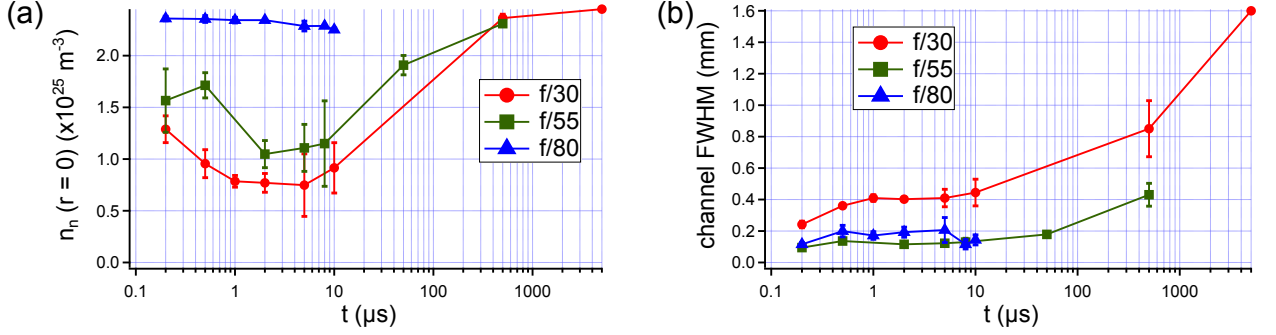 (a)
n_n (r = 0) (x10^25 m^-3)
2.0
1.5
1.0
0.5
0.0
f/30
f/55
f/80
0.1
1
10
100
1000
t (µs)
(b)
channel FWHM (mm)
1.6
1.4
1.2
1.0
0.8
0.6
0.4
0.2
0.0
f/30
f/55
f/80
0.1
1
10
100
1000
t (µs)